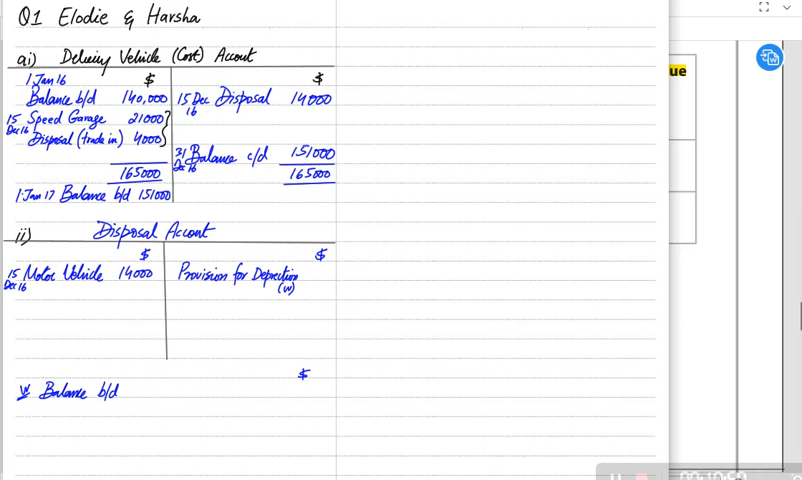 Q1 Elodie & Harsha
ai) Delivery Vehicle (Cost) Account
1 Jan 16 $ $
Balance b/d 140,000 15 Dec 16 Disposal 14000
15 Dec 16 Speed Garage 21000
Disposal (trade in) 4000
31 Dec 16 Balance c/d 151000
165000 165000
1 Jan 17 Balance b/d 151000
ii) Disposal Account
$ $
15 Dec 16 Motor Vehicle 14000 Provision for Depreciation (W)
$
W Balance b/d
ue